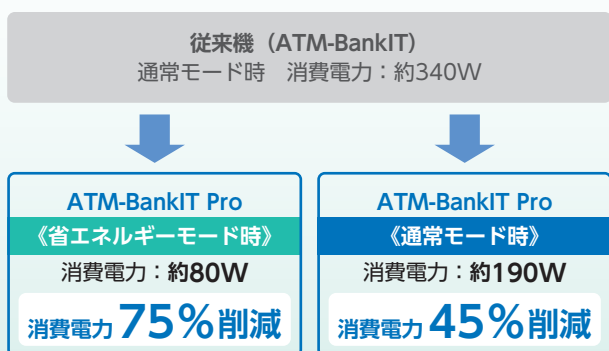 従来機（ATM-BankIT）
通常モード時　消費電力：約340W
ATM-BankIT Pro
《省エネルギーモード時》
消費電力：約80W
消費電力75％削減
ATM-BankIT Pro
《通常モード時》
消費電力：約190W
消費電力45％削減